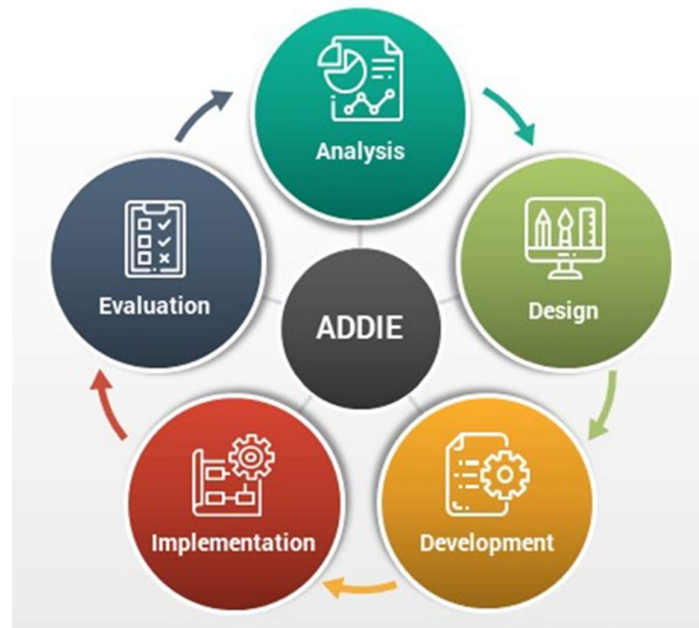 Analysis
Design
Development
Implementation
Evaluation
ADDIE